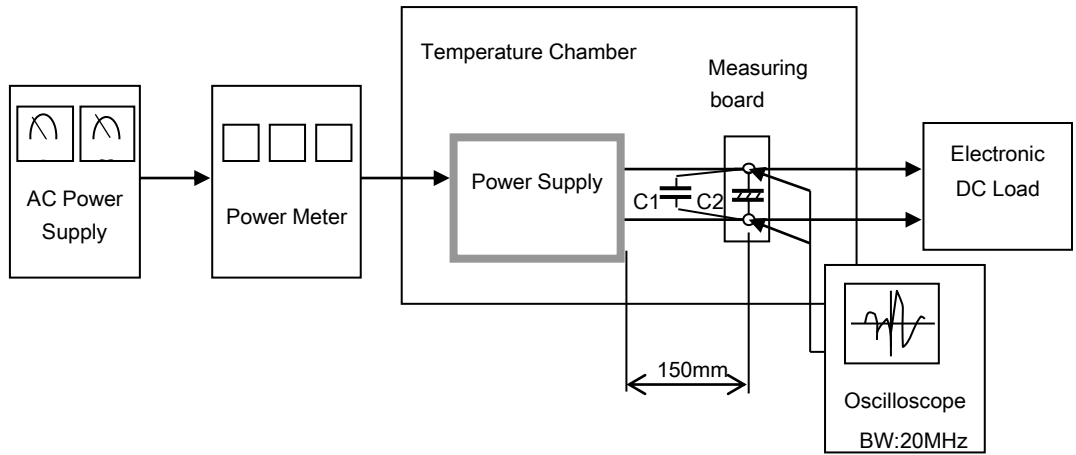 Temperature Chamber
Measuring
board
AC Power
Supply
Power Meter
Power Supply
C1
C2
Electronic
DC Load
150mm
Oscilloscope
BW:20MHz